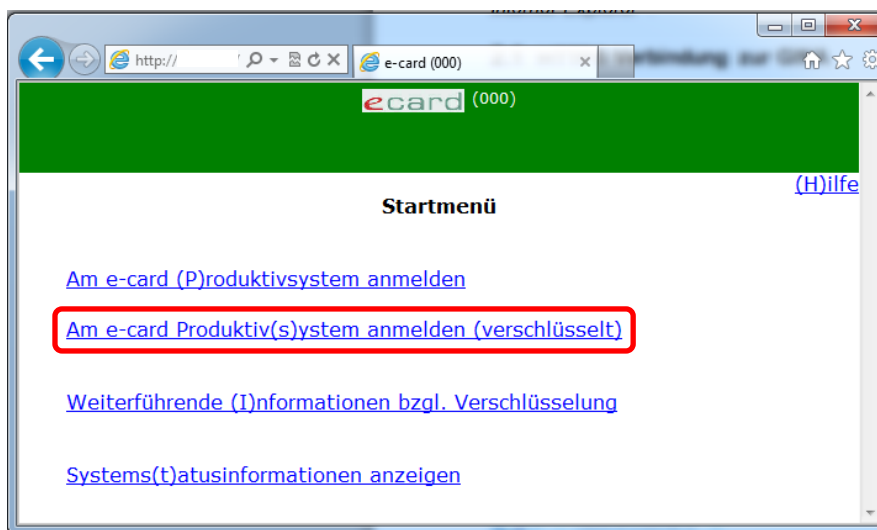 http://
e-card (000)
ecard (000)
(H)ilfe
Startmenü
Am e-card (P)roduktivsystem anmelden
Am e-card Produktiv(s)ystem anmelden (verschlüsselt)
Weiterführende (I)nformationen bzgl. Verschlüsselung
Systems(t)atusinformationen anzeigen